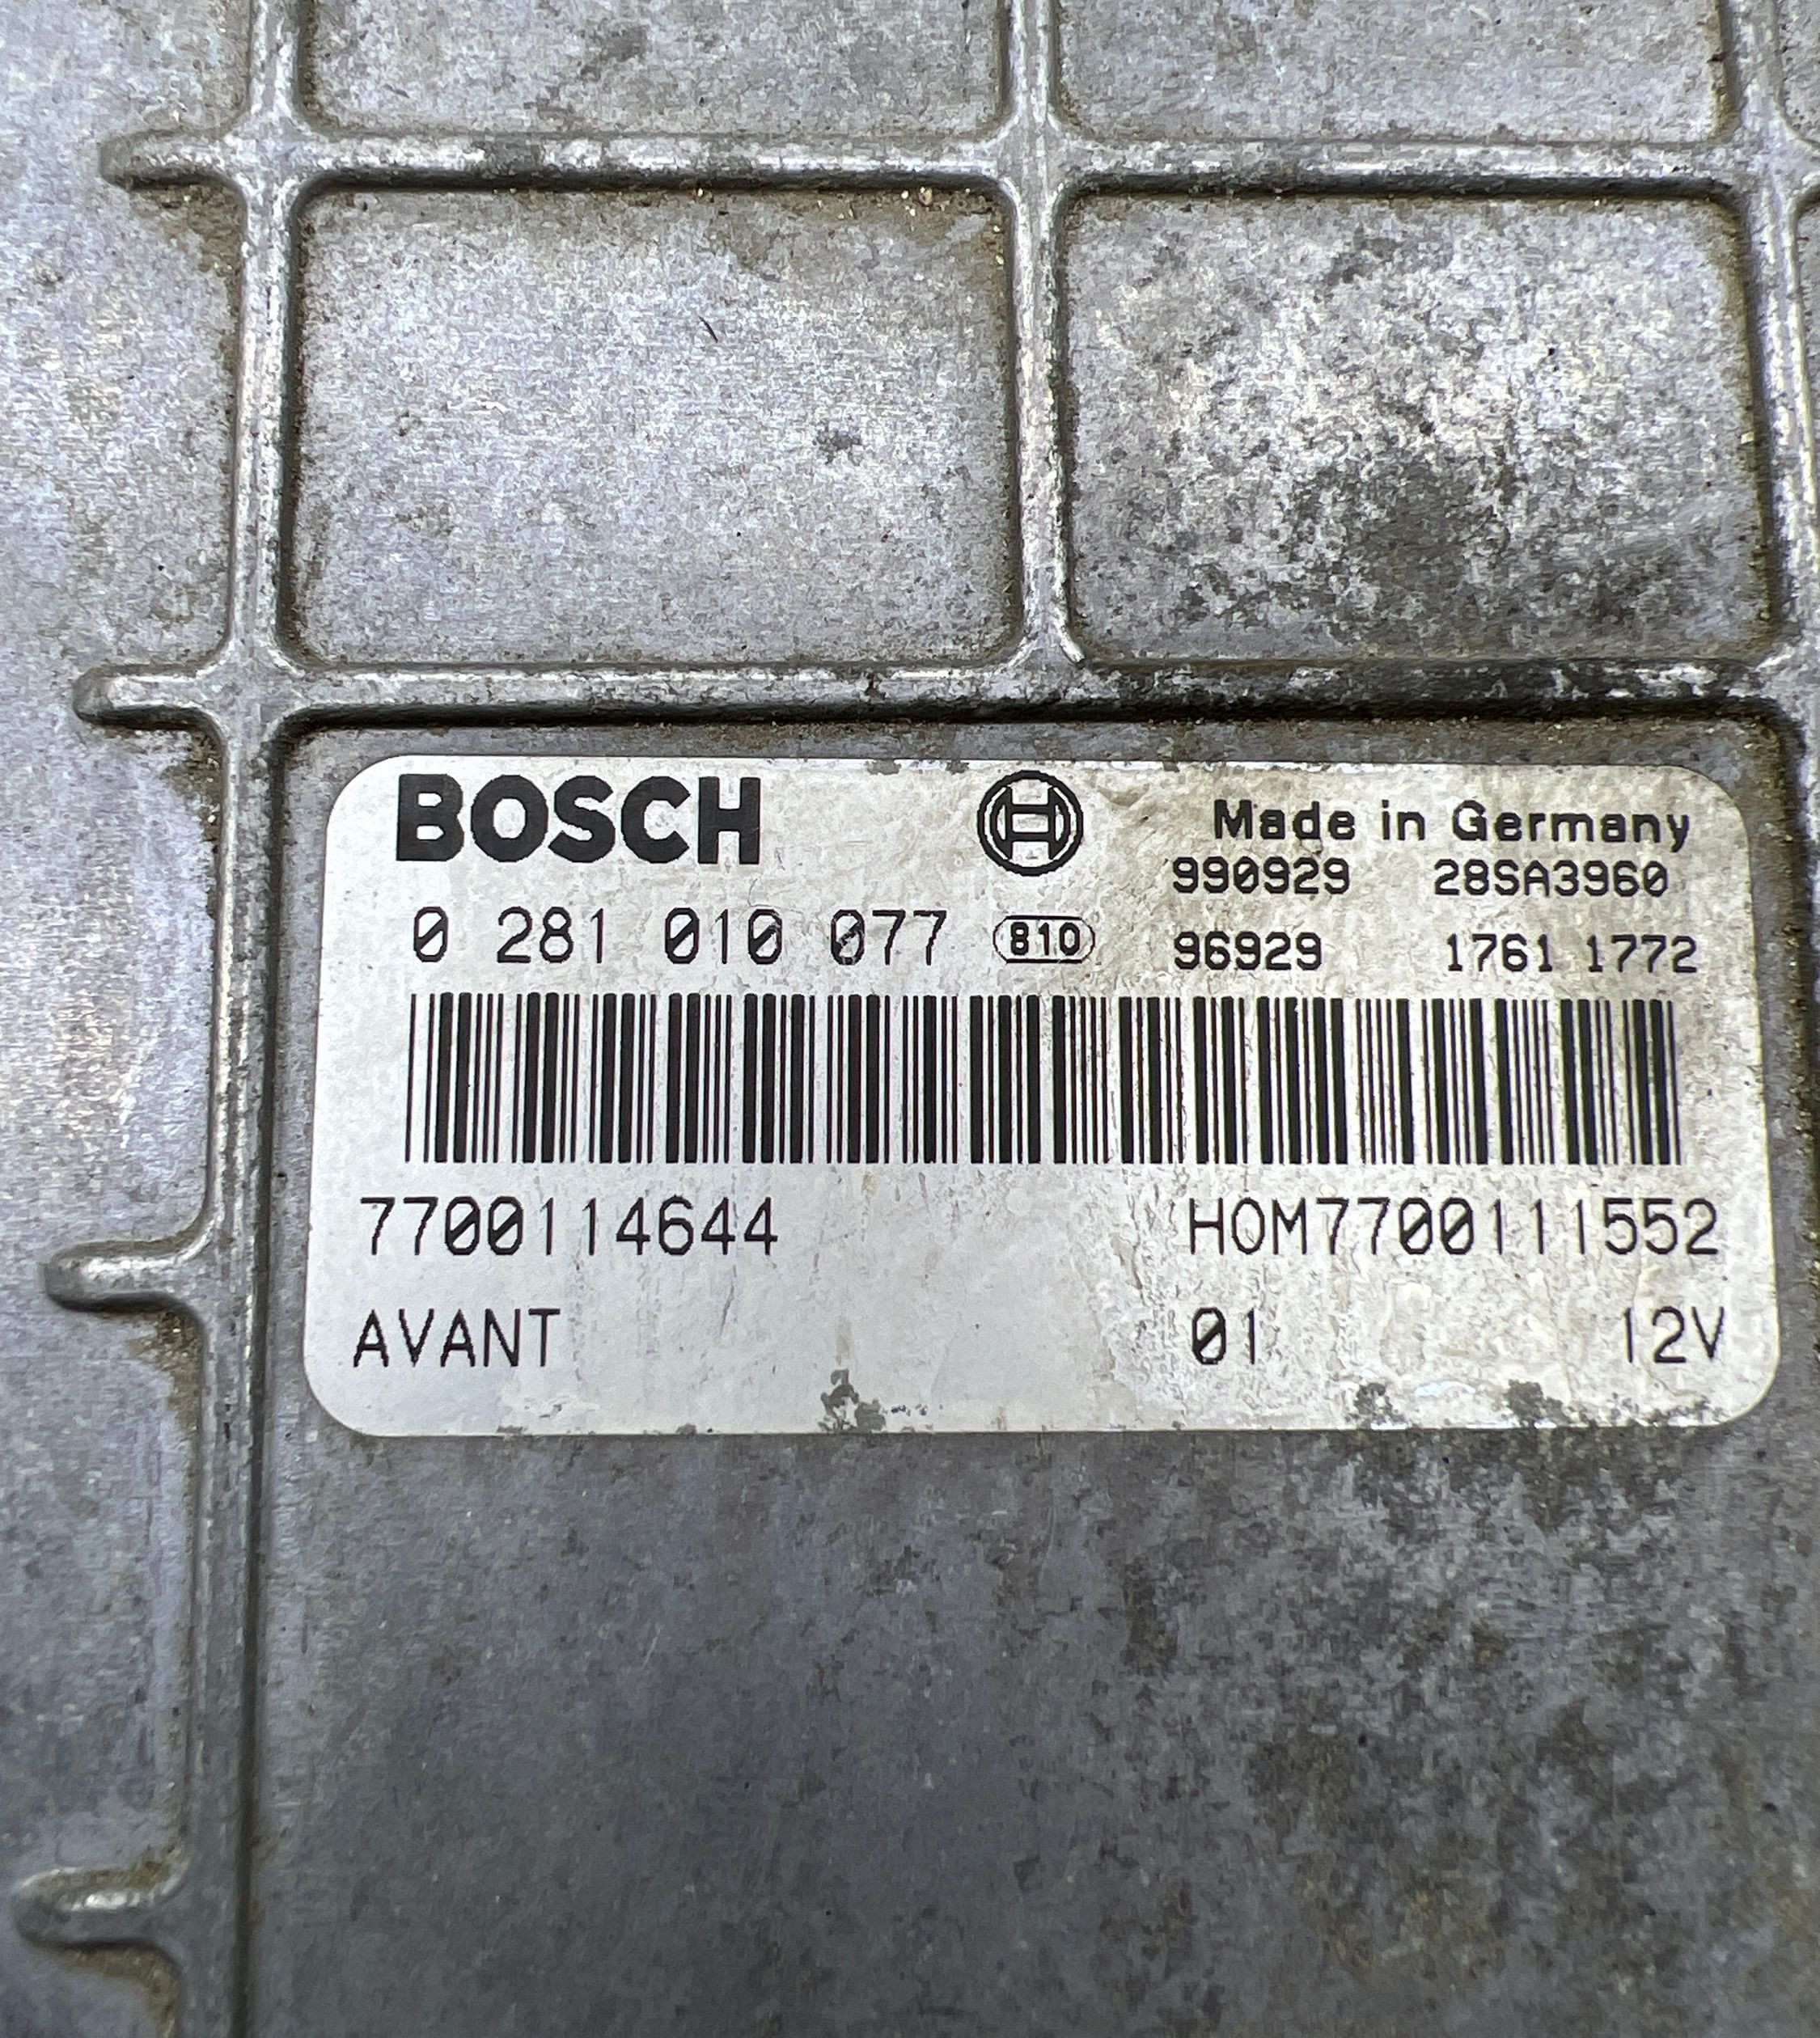 BOSCH
Made in Germany
990929 28SA3960
0 281 010 077 810 96929 1761 1772
7700114644 HOM7700111552
AVANT 01 12V